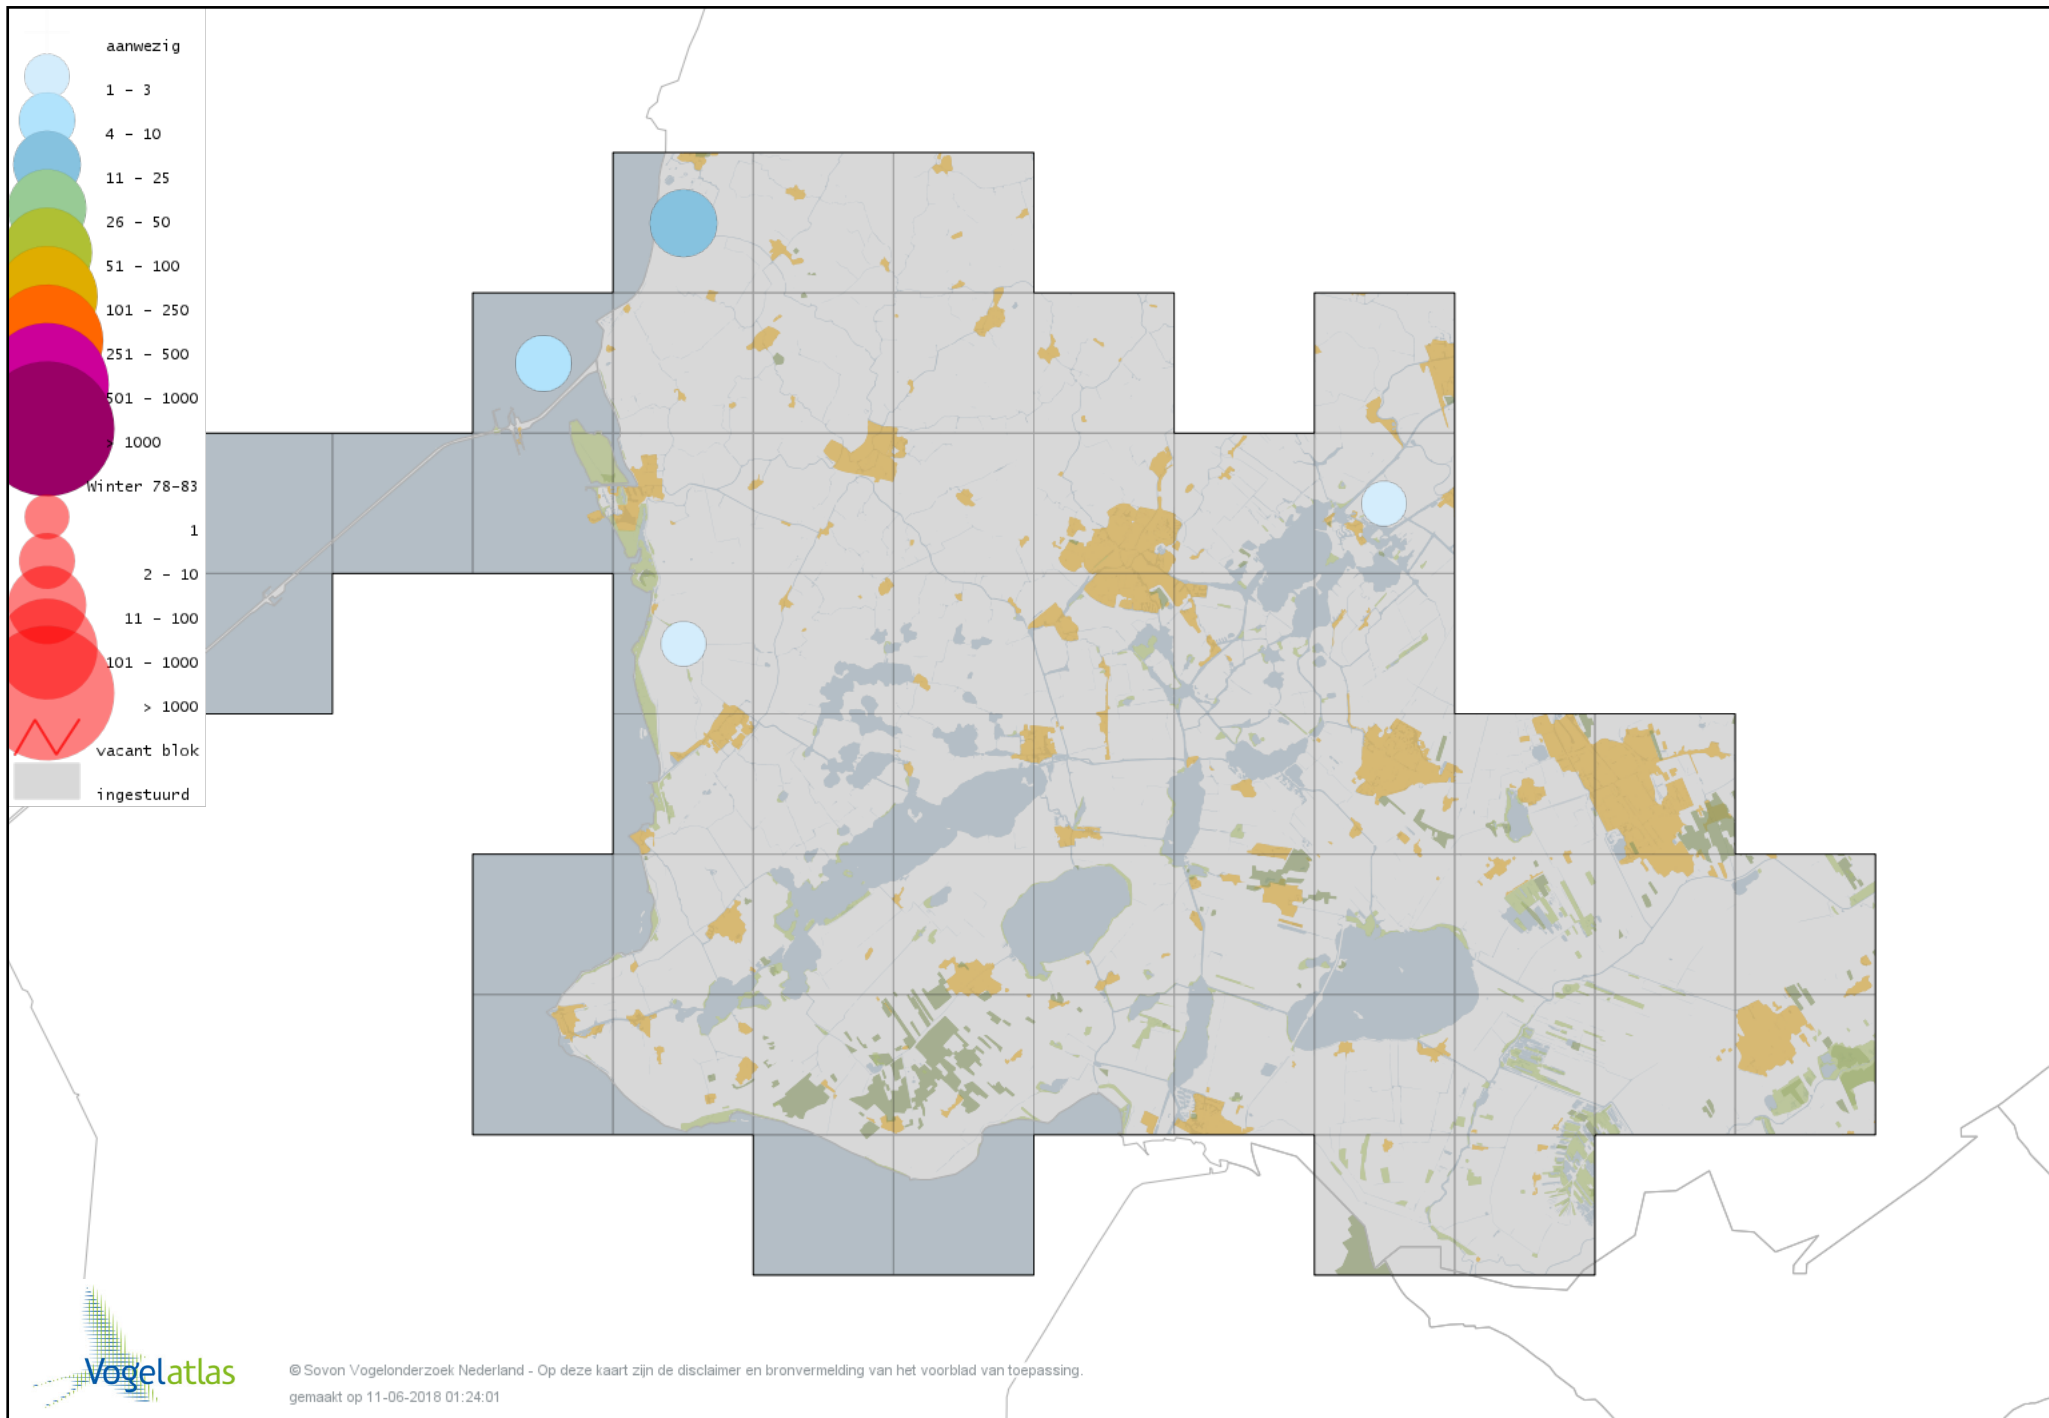 aanwezig
1 - 3
4 - 10
11 - 25
26 - 50
51 - 100
101 - 250
251 - 500
501 - 1000
> 1000
Winter 78-83
1
2 - 10
11 - 100
101 - 1000
> 1000
vacant blok
ingestuurd
Vogelatlas
© Sovon Vogelonderzoek Nederland - Op deze kaart zijn de disclaimer en bronvermelding van het voorblad van toepassing.
gemaakt op 11-06-2018 01:24:01